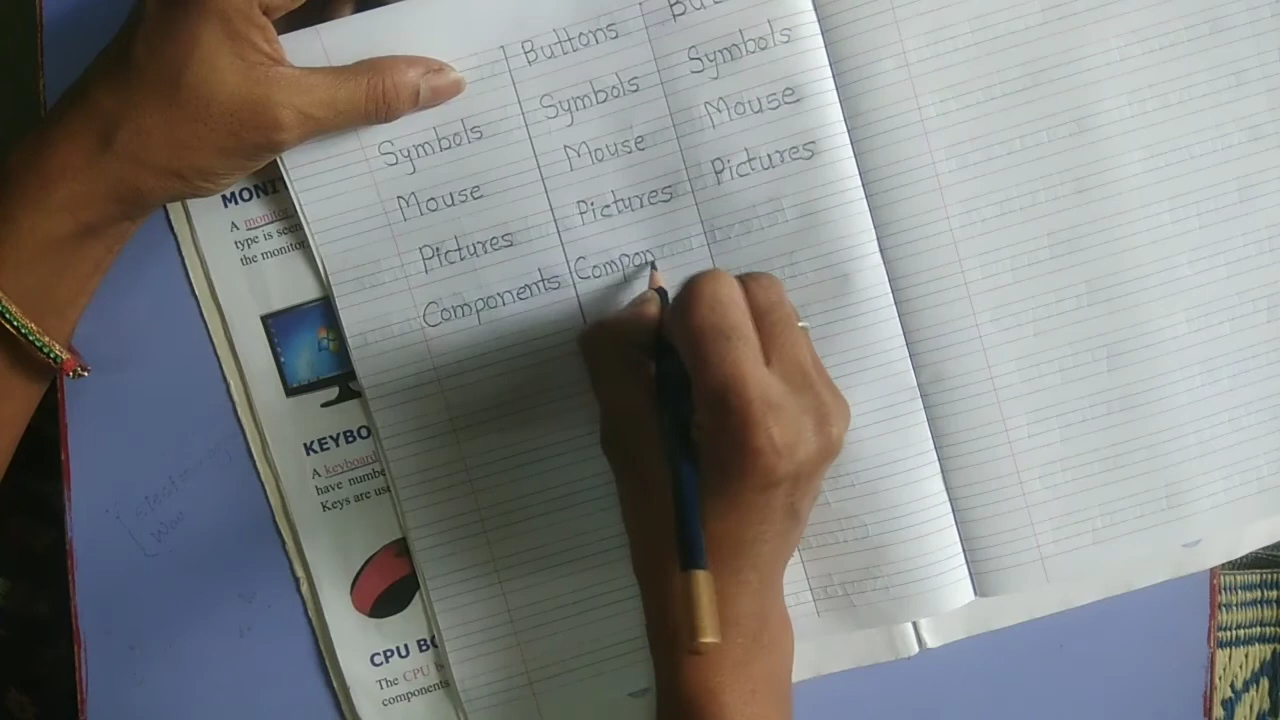 Buttons
Symbols Symbols Symbols
Mouse Mouse Mouse
Pictures Pictures Pictures
Components Compon
A monitor
type is seen
the monitor
KEYBO
A keyboard
have numbe
Keys are use
CPU BO
The CPU
components